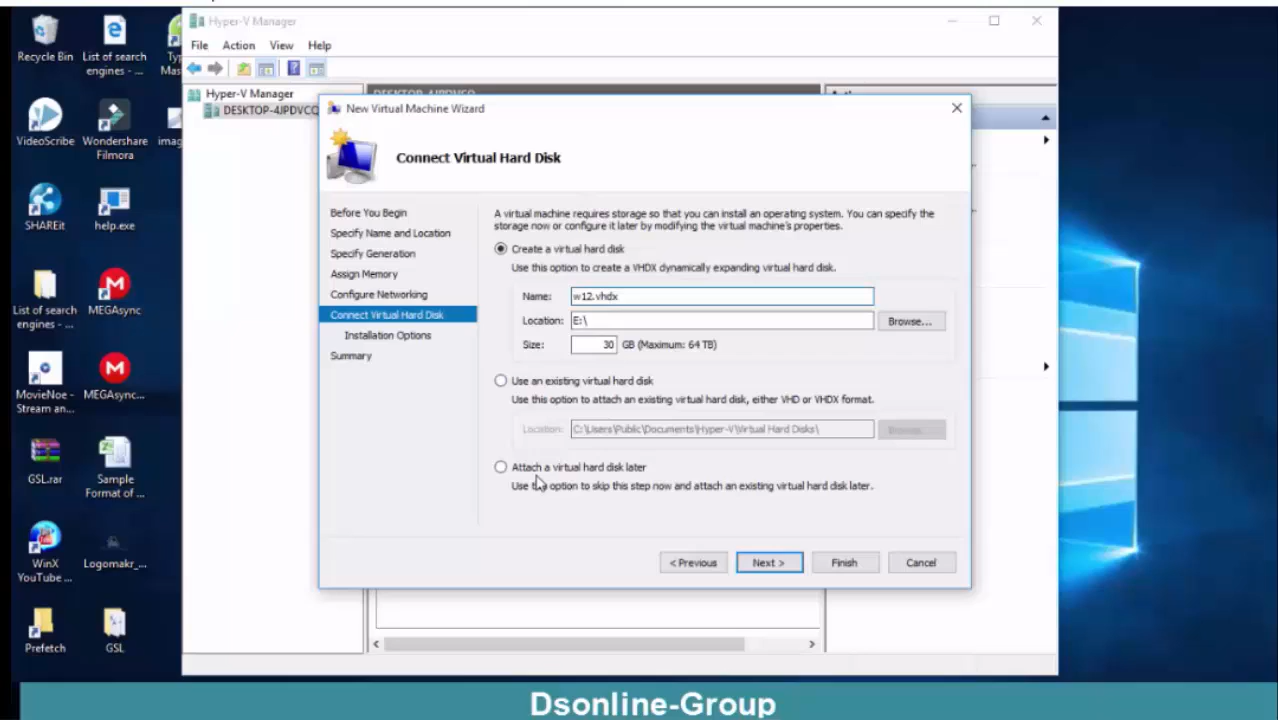 Hyper-V Manager
File Action View Help
Recycle Bin
List of search
engines - ...
Hyper-V Manager
DESKTOP-4JPDVCQ
New Virtual Machine Wizard
Connect Virtual Hard Disk
VideoScribe
Wondershare
Filmora
SHAREit
help.exe
List of search
engines - ...
MEGAsync
MovieNoe -
Stream an...
MEGAsync...
GSL.rar
Sample
Format of ...
WinX
YouTube ...
Logomakr_...
Prefetch
GSL
Before You Begin
Specify Name and Location
Specify Generation
Assign Memory
Configure Networking
Connect Virtual Hard Disk
Installation Options
Summary
A virtual machine requires storage so that you can install an operating system. You can specify the
storage now or configure it later by modifying the virtual machine's properties.
Create a virtual hard disk
Use this option to create a VHDX dynamically expanding virtual hard disk.
Name: w12.vhdx
Location: E:\ Browse...
Size: 30 GB (Maximum: 64 TB)
Use an existing virtual hard disk
Use this option to attach an existing virtual hard disk, either VHD or VHDX format.
Location: C:\Users\Public\Documents\Hyper-V\Virtual Hard Disks\ Browse...
Attach a virtual hard disk later
Use this option to skip this step now and attach an existing virtual hard disk later.
< Previous Next > Finish Cancel
Dsonline-Group